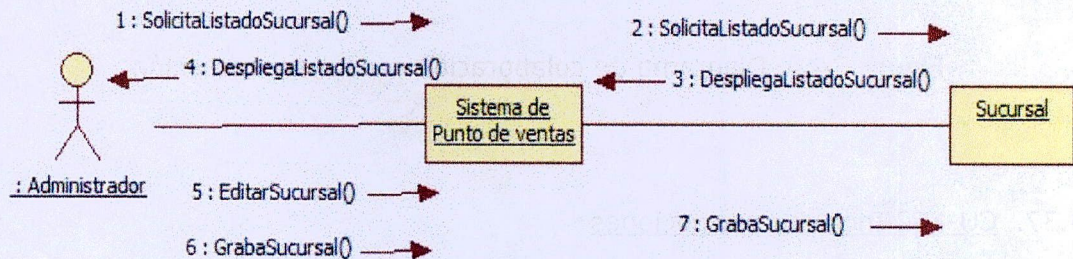 1 : SolicitaListadoSucursal()
2 : SolicitaListadoSucursal()
4 : DespliegaListadoSucursal()
3 : DespliegaListadoSucursal()
Sistema de
Punto de ventas
Sucursal
: Administrador
5 : EditarSucursal()
7 : GrabaSucursal()
6 : GrabaSucursal()